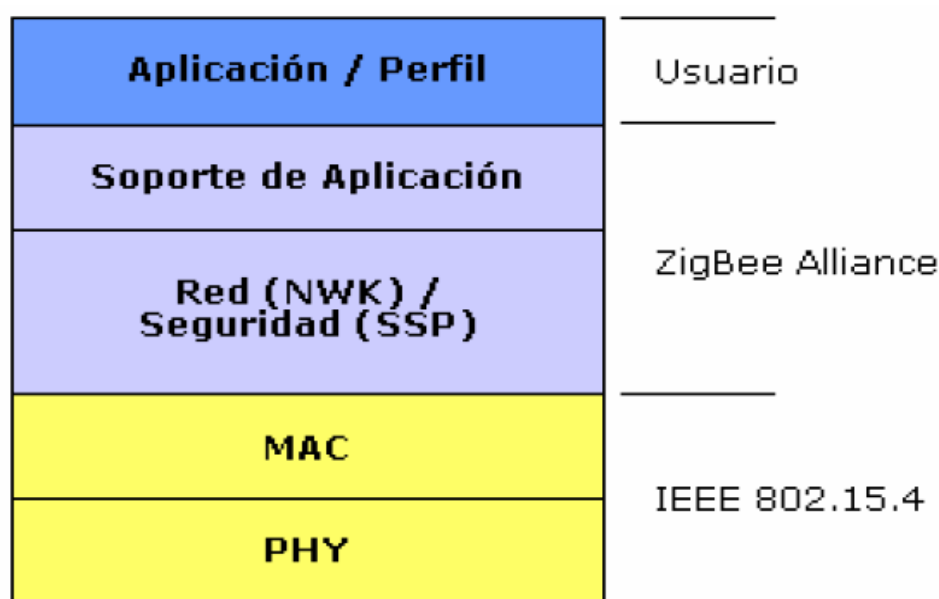 Aplicación / Perfil
Usuario
Soporte de Aplicación
Red (NWK) /
Seguridad (SSP)
ZigBee Alliance
MAC
PHY
IEEE 802.15.4